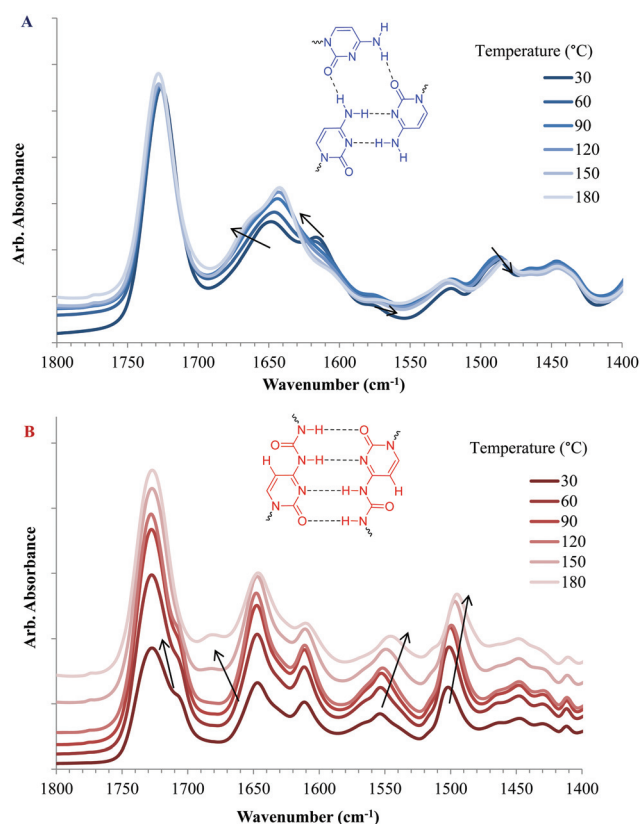 A
Temperature (°C)
30
60
90
120
150
180
H
N
H
N
N
O
O
H
N
H
N
N
N
N
H
N
H
N
O
Arb. Absorbance
1800
1700
1650
1600
1550
1500
1450
1400
Wavenumber (cm-1)
B
Temperature (°C)
30
60
90
120
150
180
N
H
O
O
N
N
H
N
H
N
H
N
N
O
H
N
H
N
O
Arb. Absorbance
1800
1750
1700
1650
1600
1550
1500
1450
1400
Wavenumber (cm-1)